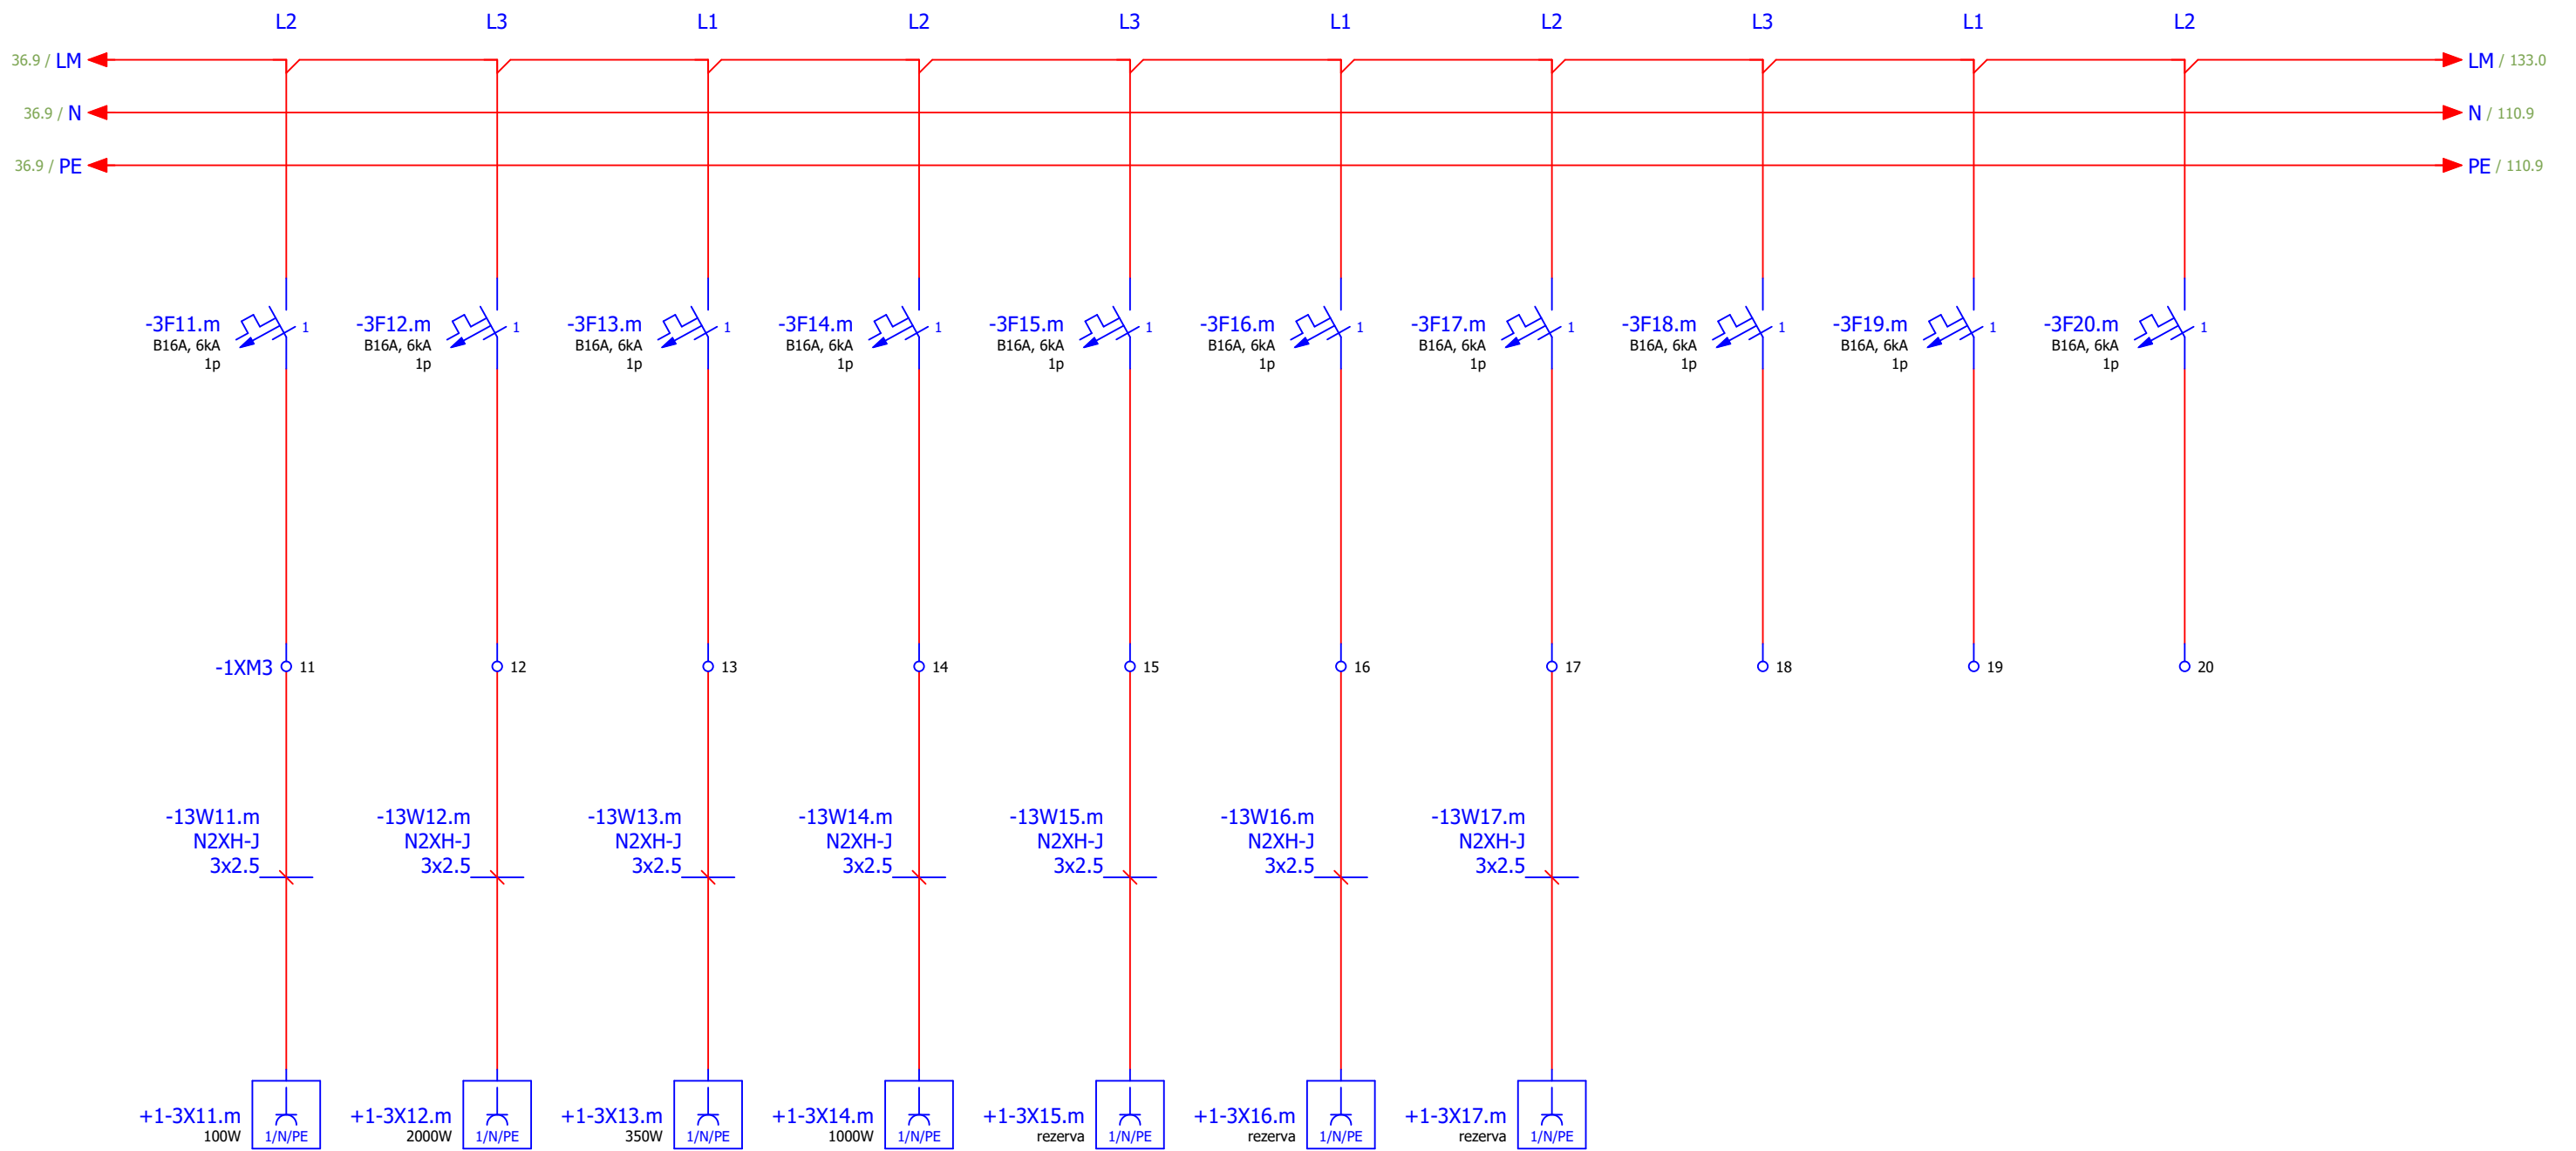 L2 L3 L1 L2 L3 L1 L2 L3 L1 L2
36.9 / LM LM / 133.0
36.9 / N N / 110.9
36.9 / PE PE / 110.9
-3F11.m 1 -3F12.m 1 -3F13.m 1 -3F14.m 1 -3F15.m 1 -3F16.m 1 -3F17.m 1 -3F18.m 1 -3F19.m 1 -3F20.m 1
B16A, 6kA B16A, 6kA B16A, 6kA B16A, 6kA B16A, 6kA B16A, 6kA B16A, 6kA B16A, 6kA B16A, 6kA B16A, 6kA
1p 1p 1p 1p 1p 1p 1p 1p 1p 1p
-1XM3 11 12 13 14 15 16 17 18 19 20
-13W11.m -13W12.m -13W13.m -13W14.m -13W15.m -13W16.m -13W17.m
N2XH-J N2XH-J N2XH-J N2XH-J N2XH-J N2XH-J N2XH-J
3x2.5 3x2.5 3x2.5 3x2.5 3x2.5 3x2.5 3x2.5
+1-3X11.m +1-3X12.m +1-3X13.m +1-3X14.m +1-3X15.m +1-3X16.m +1-3X17.m
100W 1/N/PE 2000W 1/N/PE 350W 1/N/PE 1000W 1/N/PE rezerva 1/N/PE rezerva 1/N/PE rezerva 1/N/PE